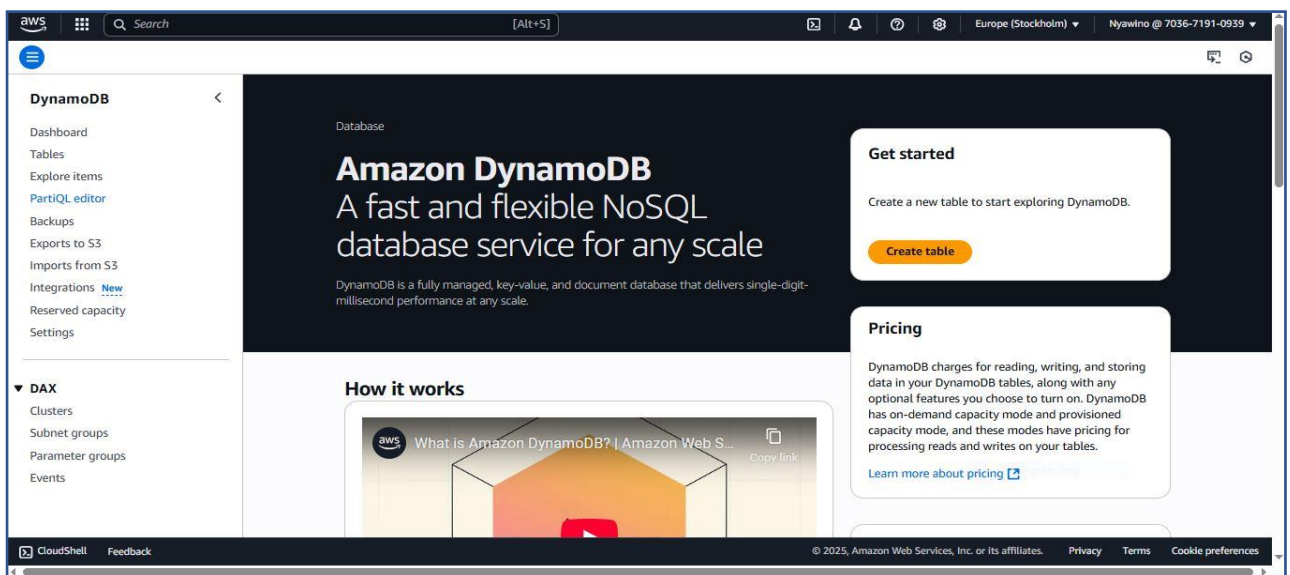 aws
Search
[Alt+S]
Europe (Stockholm)
Nyawino @ 7036-7191-0939
DynamoDB
Dashboard
Tables
Explore items
PartiQL editor
Backups
Exports to S3
Imports from S3
Integrations New
Reserved capacity
Settings
DAX
Clusters
Subnet groups
Parameter groups
Events
Database
Amazon DynamoDB
A fast and flexible NoSQL
database service for any scale
DynamoDB is a fully managed, key-value, and document database that delivers single-digit-
millisecond performance at any scale.
How it works
aws
What is Amazon DynamoDB? | Amazon Web S...
Copy link
Get started
Create a new table to start exploring DynamoDB.
Create table
Pricing
DynamoDB charges for reading, writing, and storing
data in your DynamoDB tables, along with any
optional features you choose to turn on. DynamoDB
has on-demand capacity mode and provisioned
capacity mode, and these modes have pricing for
processing reads and writes on your tables.
Learn more about pricing
CloudShell
Feedback
© 2025, Amazon Web Services, Inc. or its affiliates.
Privacy
Terms
Cookie preferences